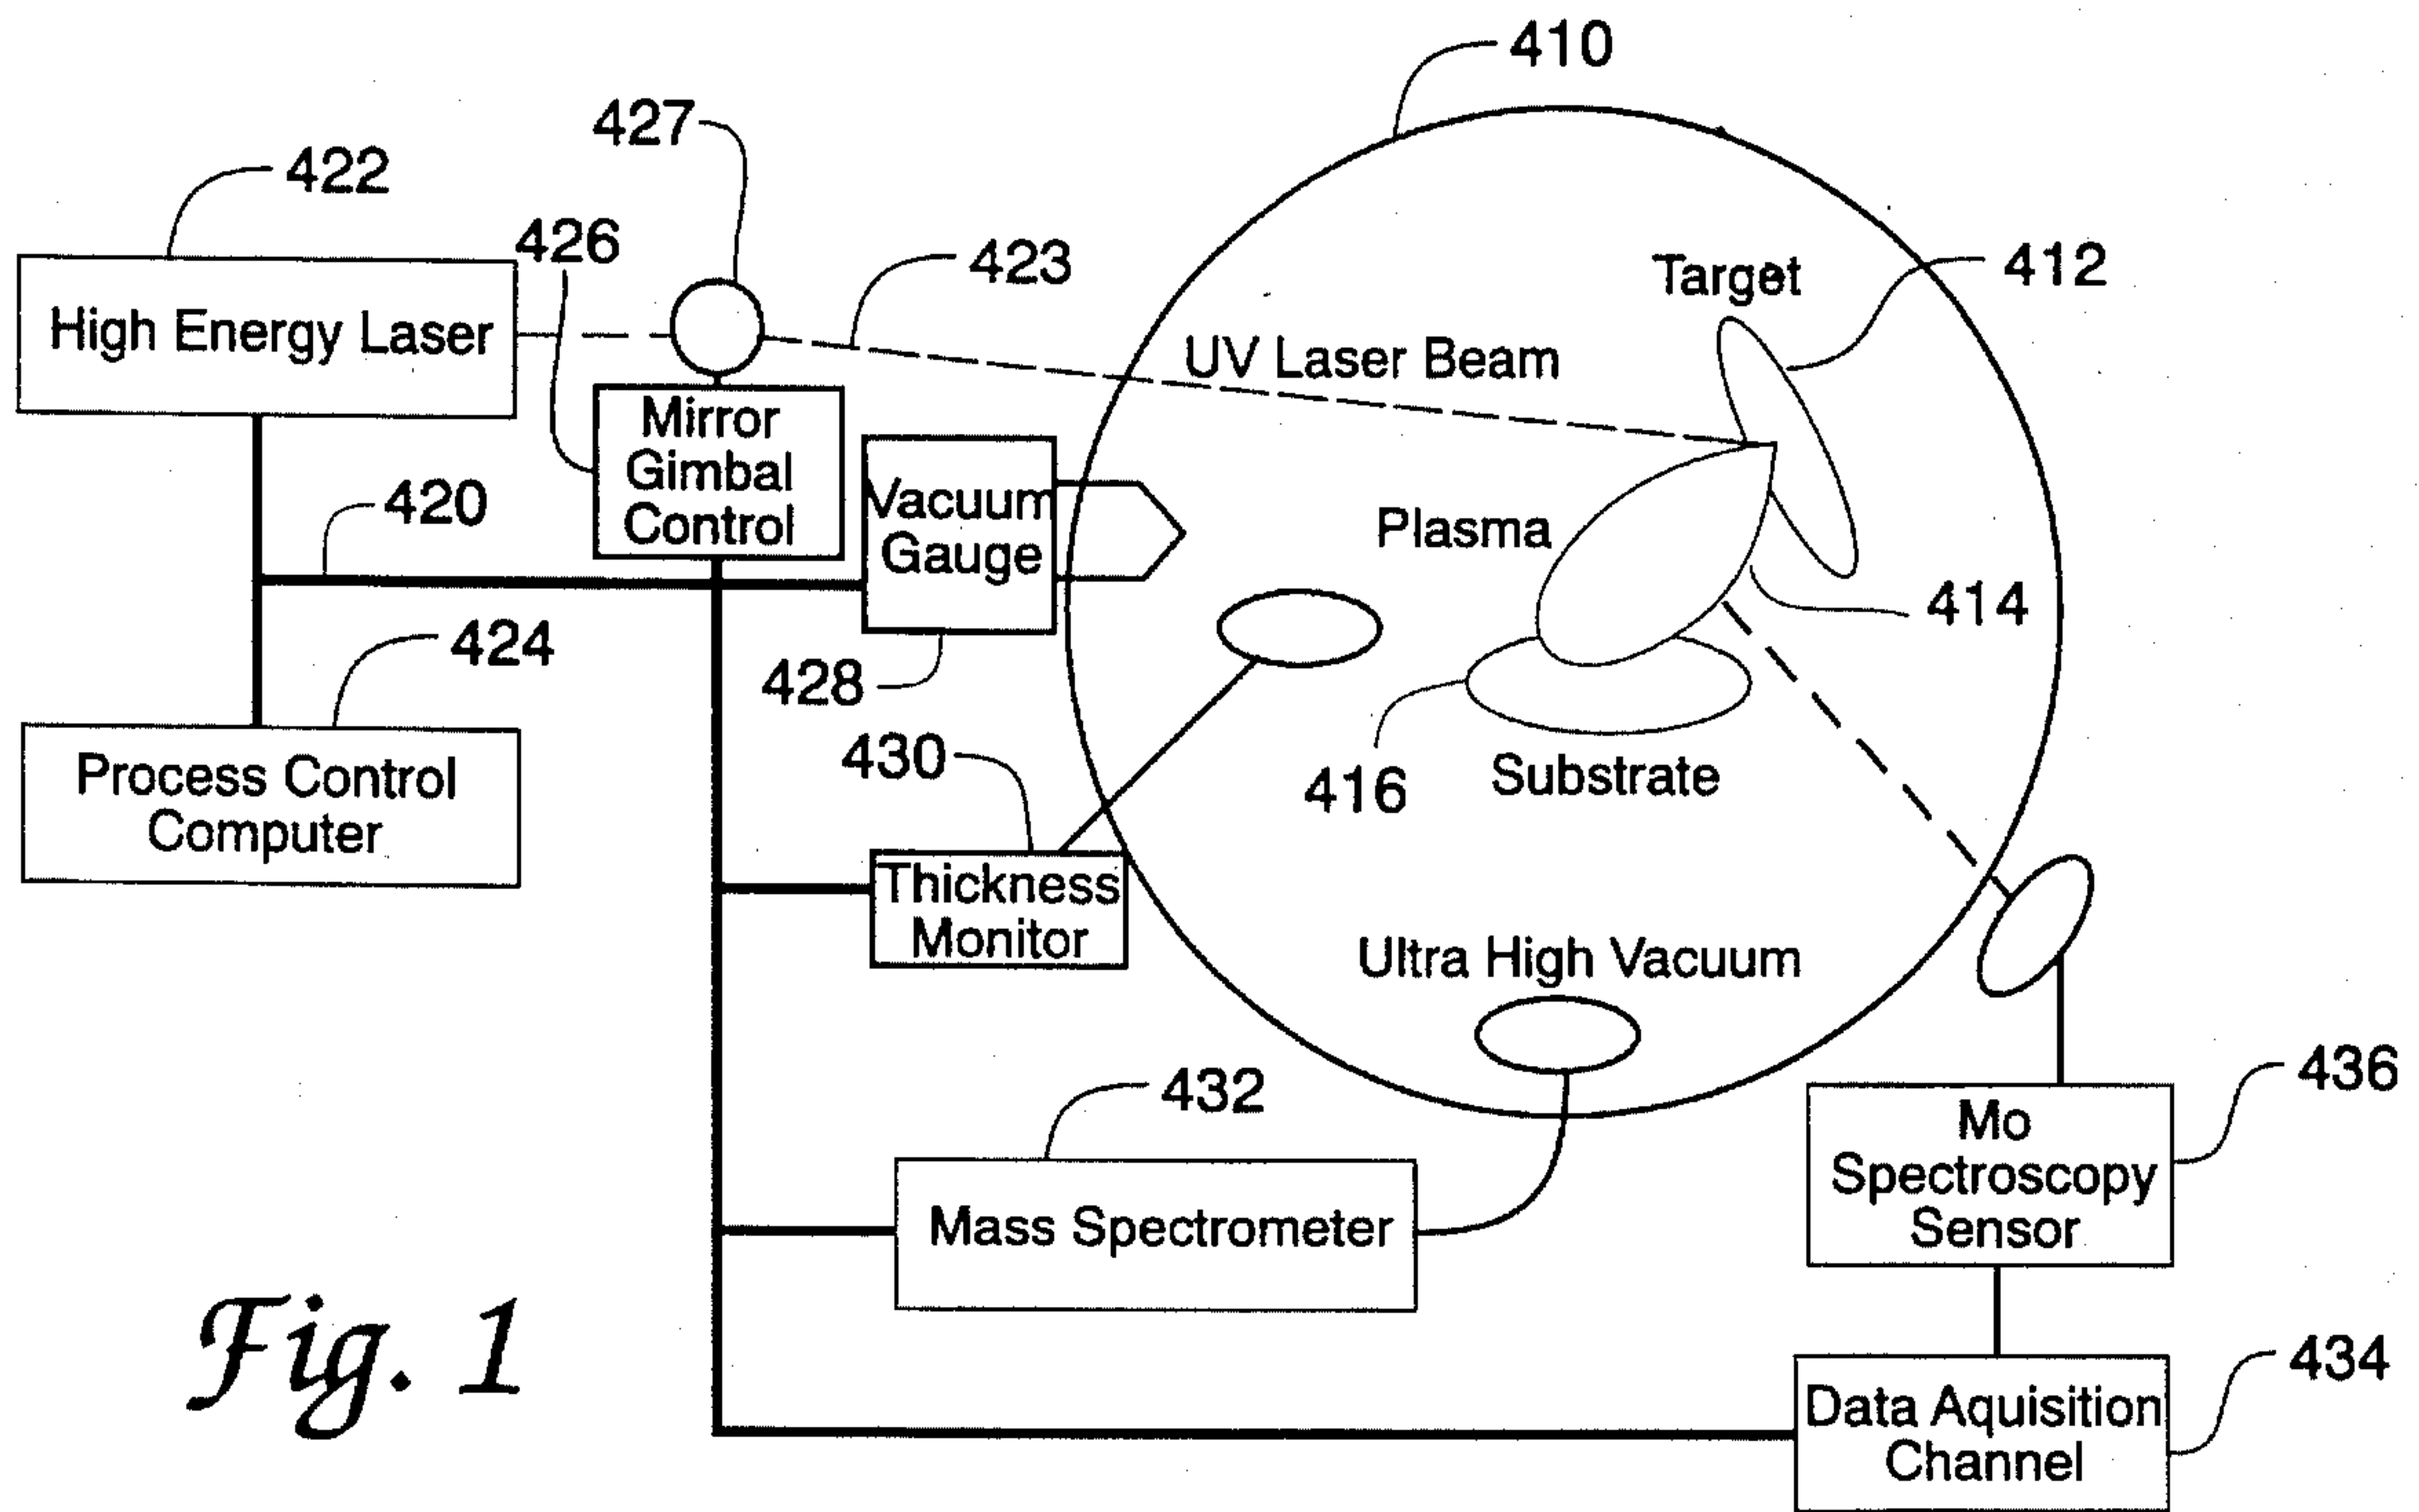 410
427
422
426
423
Target
412
High Energy Laser
UV Laser Beam
Mirror
Gimbal
Control
Vacuum
Gauge
420
Plasma
414
424
428
430
416
Substrate
Process Control
Computer
Thickness
Monitor
Ultra High Vacuum
432
436
Mo
Spectroscopy
Sensor
Mass Spectrometer
Fig. 1
434
Data Aquisition
Channel